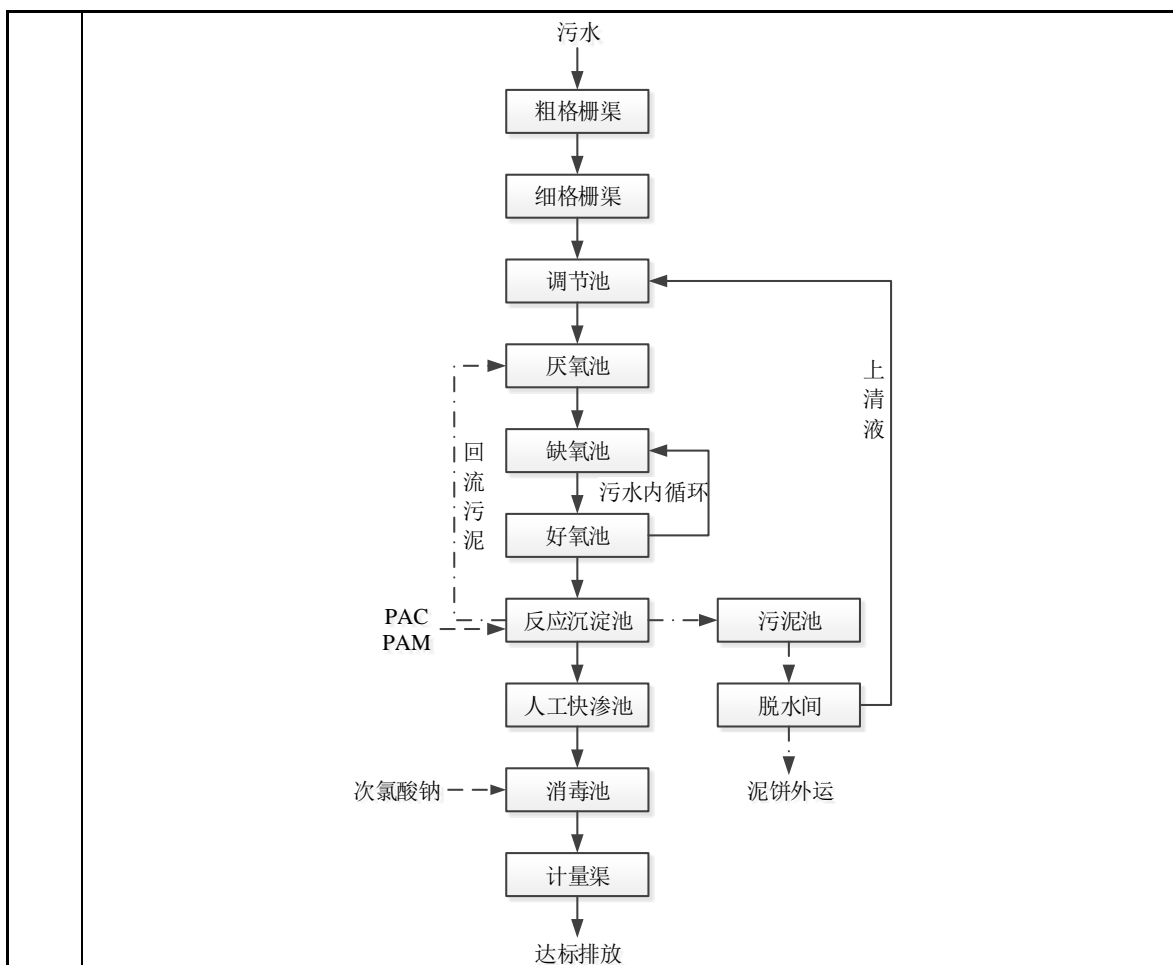 污水
粗格栅渠
细格栅渠
调节池
厌氧池
上清液
缺氧池
回流污泥
污水内循环
好氧池
PAC
PAM
反应沉淀池
污泥池
人工快渗池
脱水间
次氯酸钠
消毒池
泥饼外运
计量渠
达标排放